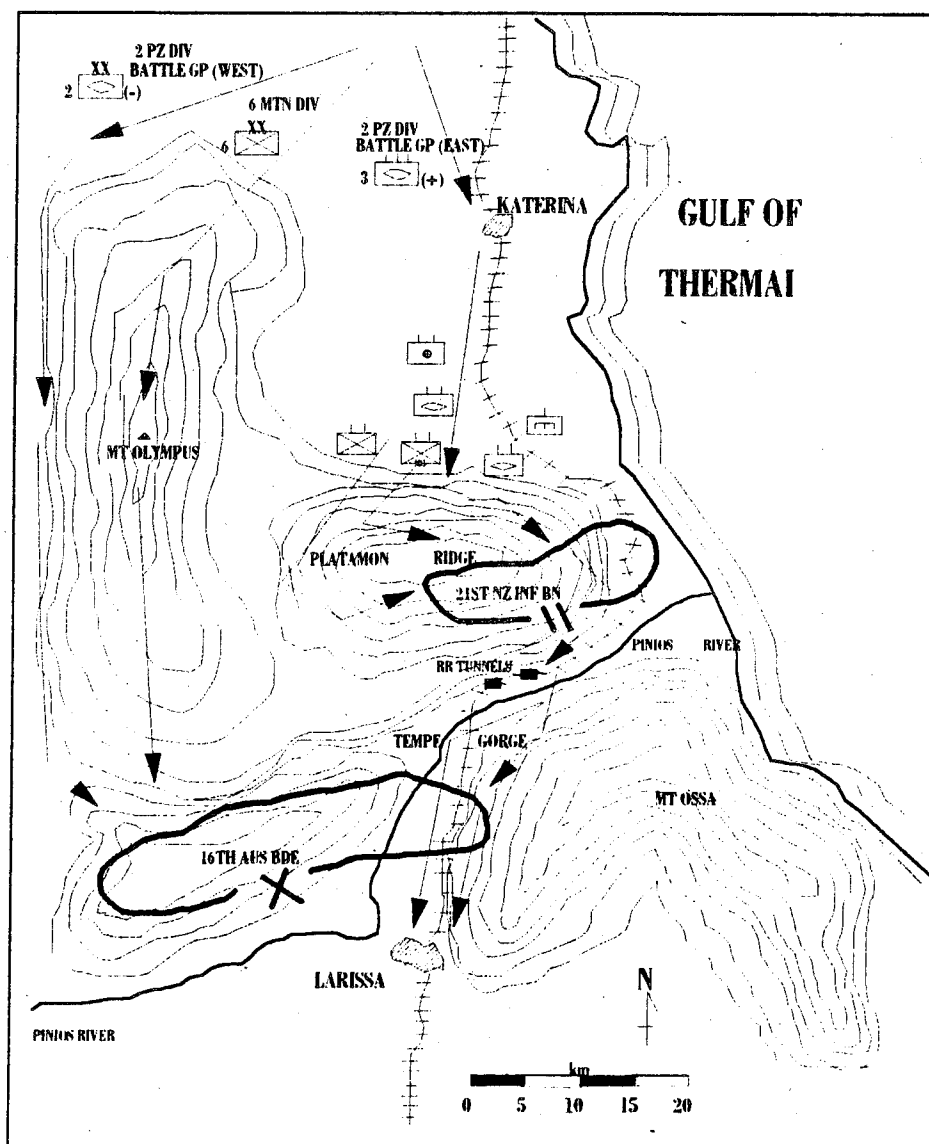 2 PZ DIV
BATTLE GP (WEST)
XX
2 (-)
6 MTN DIV
XX
6
2 PZ DIV
BATTLE GP (EAST)
3 (+)
KATERINA
GULF OF
THERMAI
MT OLYMPUS
PLATAMON RIDGE
21ST NZ INF BN
PINIOS RIVER
RR TUNNELS
TEMPE GORGE
MT OSSA
16TH AUS BDE
LARISSA
N
PINIOS RIVER
km
0 5 10 15 20